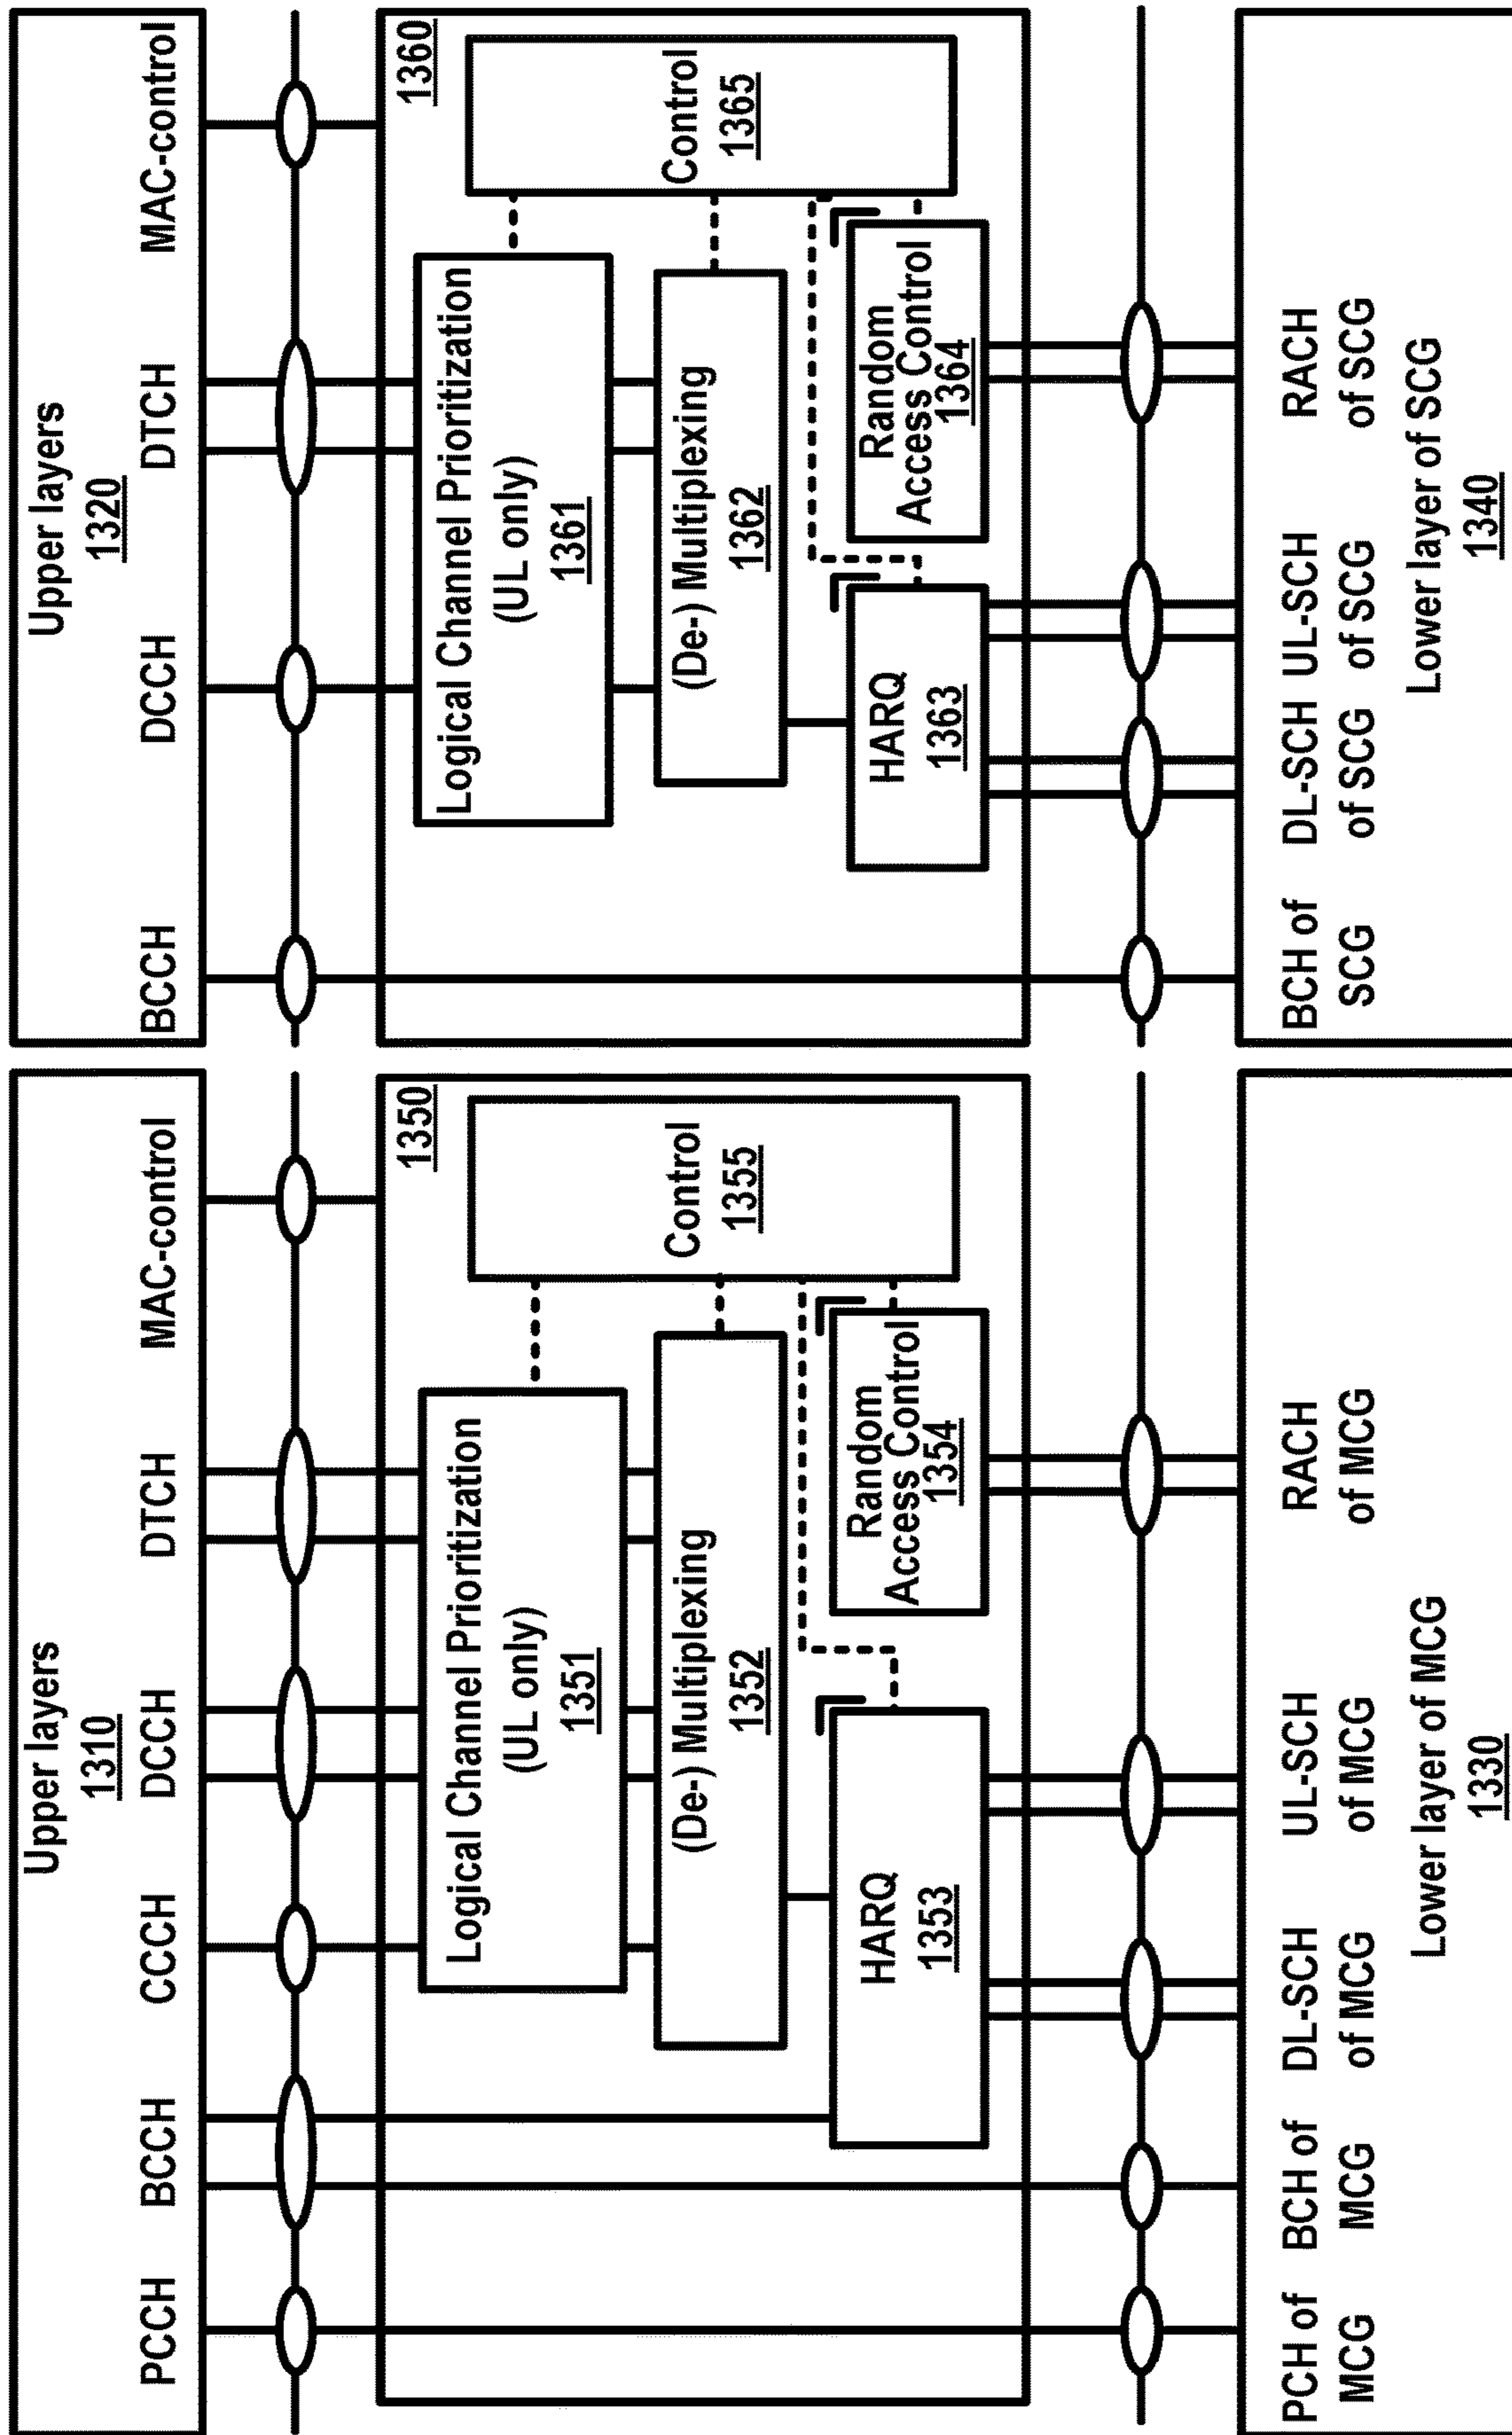 Upper layers
1310
PCCH
BCCH
CCCH
DCCH
DTCH
MAC-control
1350
Logical Channel Prioritization
(UL only)
1351
(De-) Multiplexing
1352
HARQ
1353
Random
Access Control
1354
Control
1355
PCH of
MCG
BCH of
MCG
DL-SCH
of MCG
UL-SCH
of MCG
RACH
of MCG
Lower layer of MCG
1330
Upper layers
1320
BCCH
DCCH
DTCH
MAC-control
1360
Logical Channel Prioritization
(UL only)
1361
(De-) Multiplexing
1362
HARQ
1363
Random
Access Control
1364
Control
1365
BCH of
SCG
DL-SCH
of SCG
UL-SCH
of SCG
RACH
of SCG
Lower layer of SCG
1340